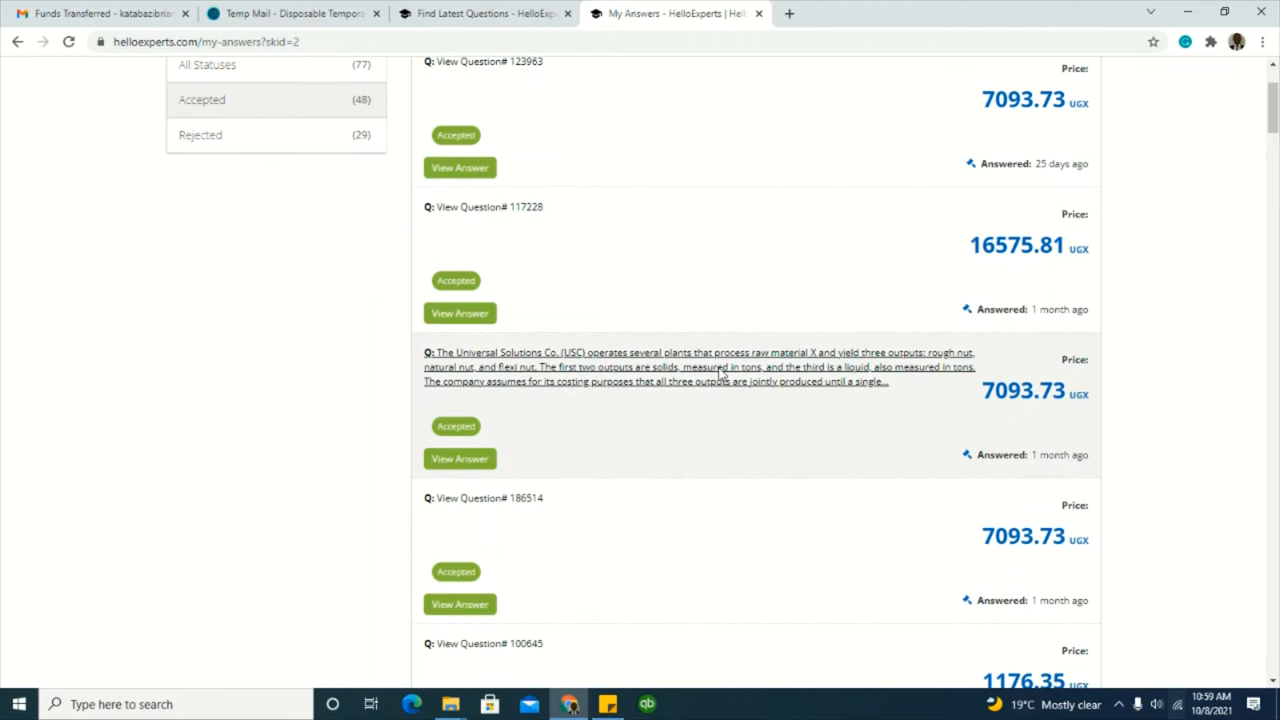 Funds Transferred - katabazibrian
Temp Mail - Disposable Tempora
Find Latest Questions - HelloExp
My Answers - HelloExperts | Hell
helloexperts.com/my-answers?skid=2
All Statuses (77)
Accepted (48)
Rejected (29)
Q: View Question# 123963
Price:
7093.73 UGX
Accepted
View Answer
Answered: 25 days ago
Q: View Question# 117228
Price:
16575.81 UGX
Accepted
View Answer
Answered: 1 month ago
Q: The Universal Solutions Co. (USC) operates several plants that process raw material X and yield three outputs: rough nut,
natural nut, and flexi nut. The first two outputs are solids, measured in tons, and the third is a liquid, also measured in tons.
The company assumes for its costing purposes that all three outputs are jointly produced until a single...
Price:
7093.73 UGX
Accepted
View Answer
Answered: 1 month ago
Q: View Question# 186514
Price:
7093.73 UGX
Accepted
View Answer
Answered: 1 month ago
Q: View Question# 100645
Price:
1176.35 UGX
Type here to search
qb
19°C Mostly clear
10:59 AM
10/8/2021